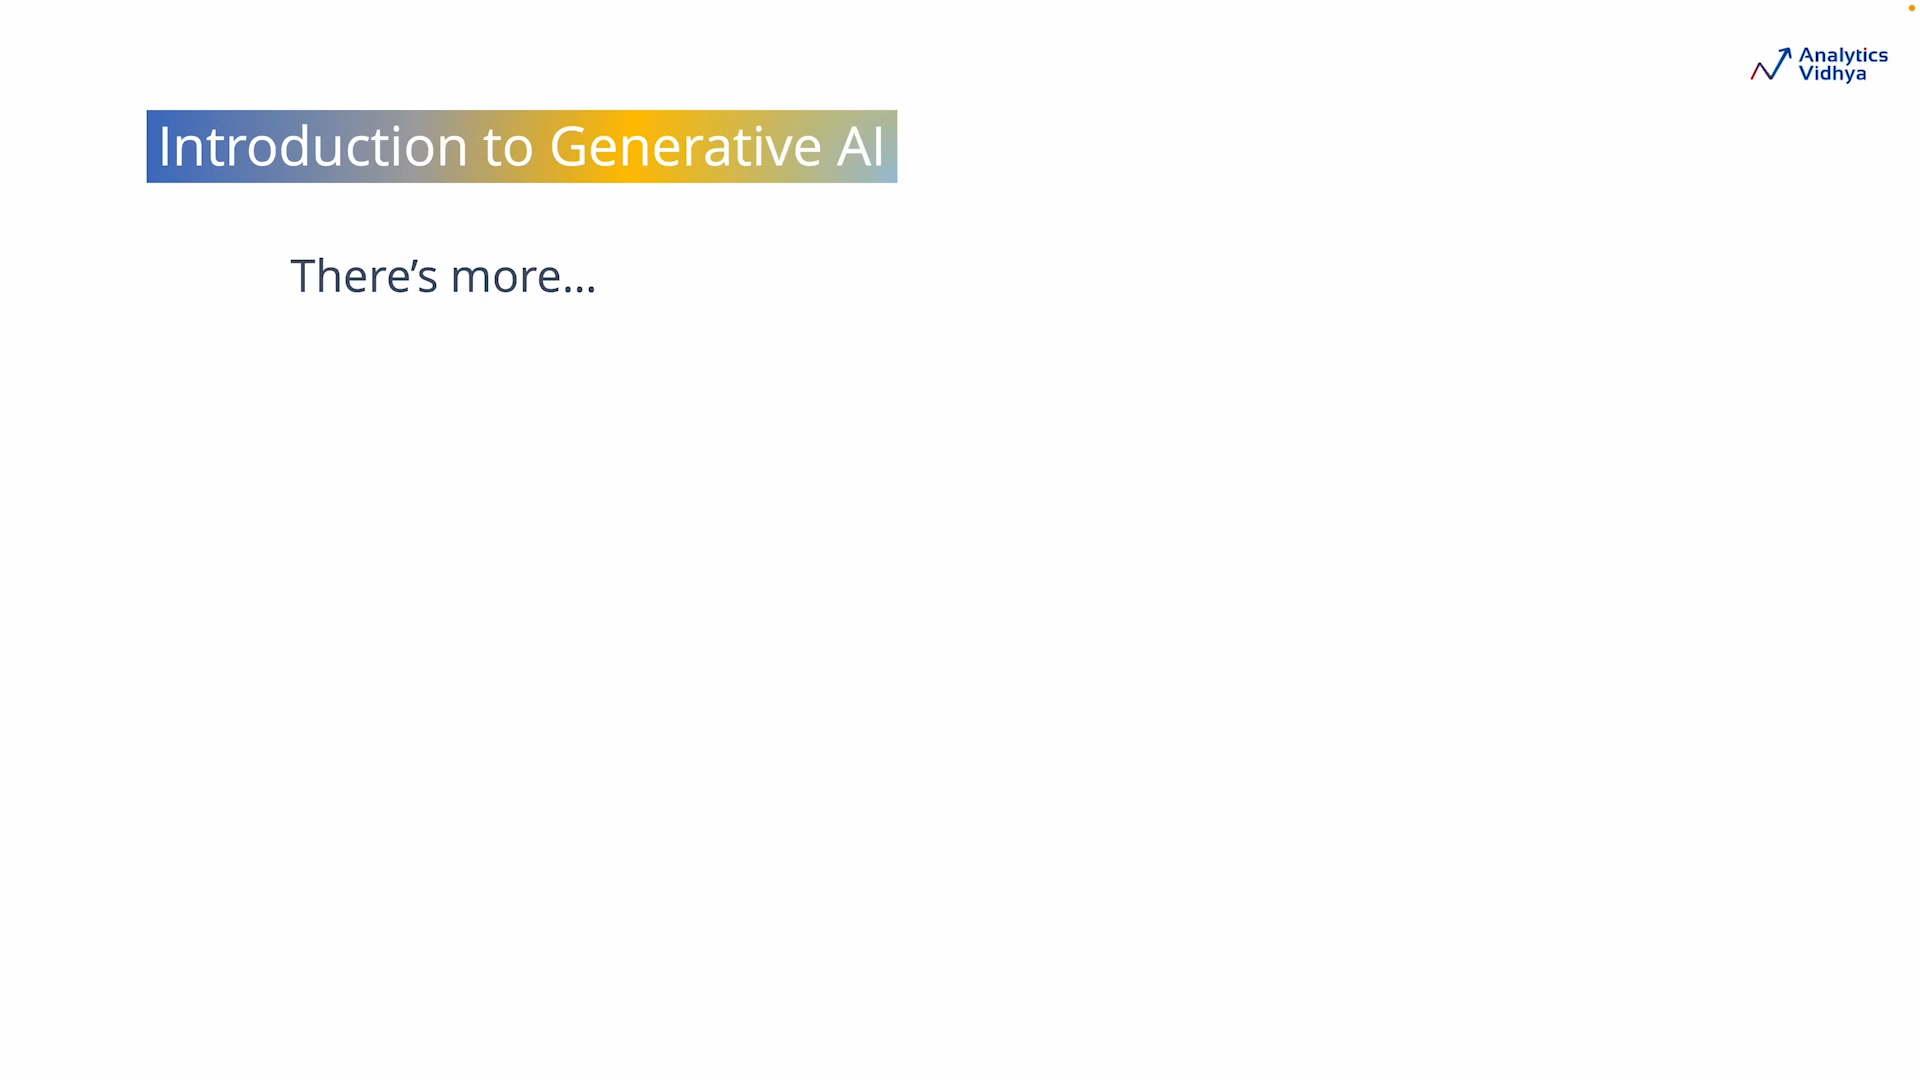 Analytics
Vidhya
Introduction to Generative AI
There’s more...